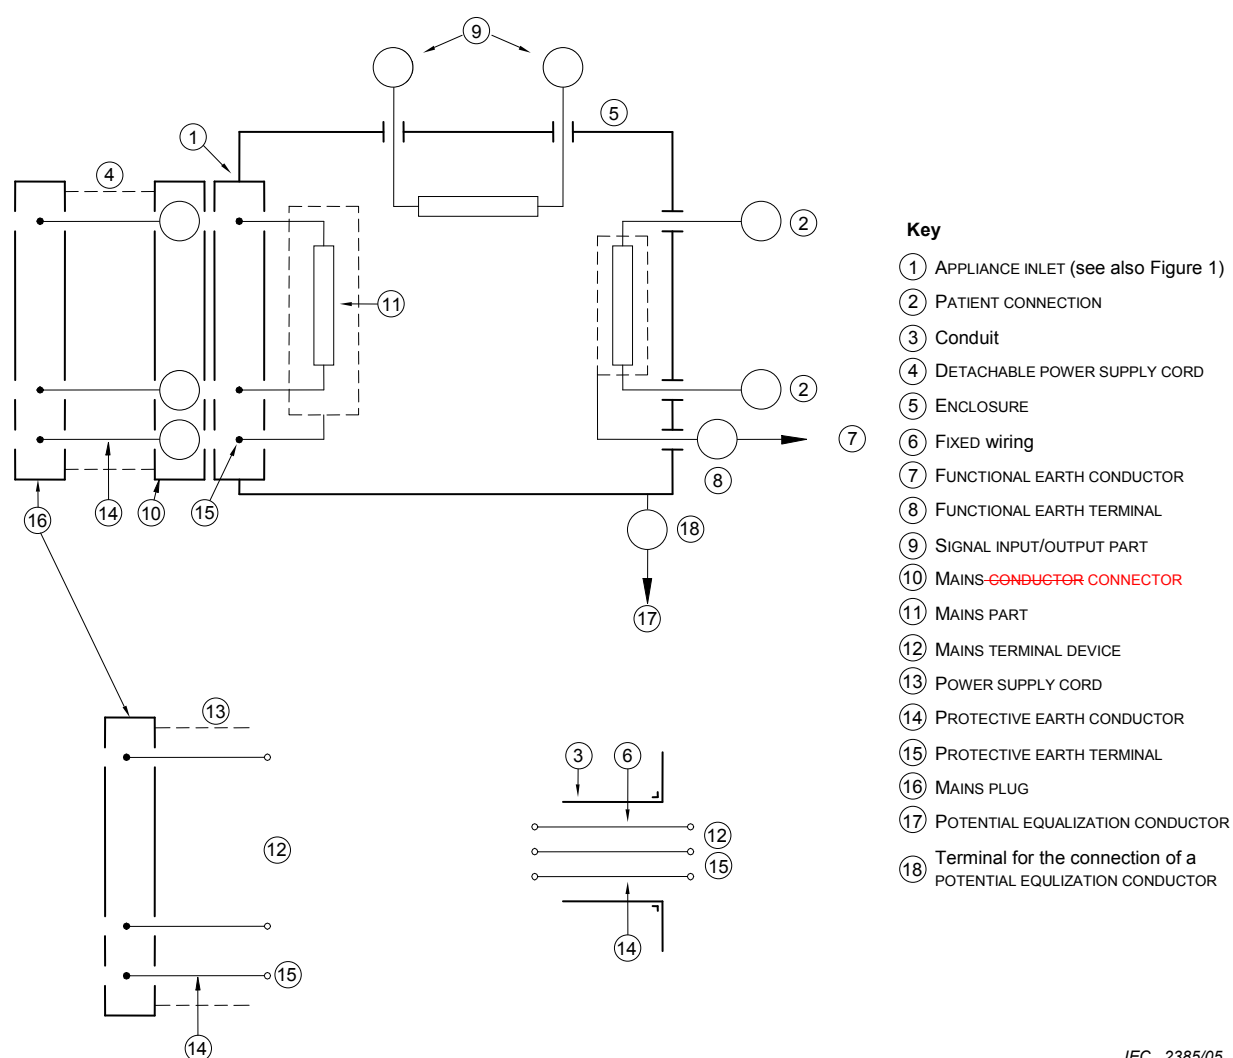 9
5
1
4
2
11
2
7
8
14
10
15
16
18
17
13
3
6
12
12
15
14
15
14
Key
1 APPLIANCE INLET (see also Figure 1)
2 PATIENT CONNECTION
3 Conduit
4 DETACHABLE POWER SUPPLY CORD
5 ENCLOSURE
6 FIXED wiring
7 FUNCTIONAL EARTH CONDUCTOR
8 FUNCTIONAL EARTH TERMINAL
9 SIGNAL INPUT/OUTPUT PART
10 MAINS CONDUCTOR CONNECTOR
11 MAINS PART
12 MAINS TERMINAL DEVICE
13 POWER SUPPLY CORD
14 PROTECTIVE EARTH CONDUCTOR
15 PROTECTIVE EARTH TERMINAL
16 MAINS PLUG
17 POTENTIAL EQUALIZATION CONDUCTOR
18 Terminal for the connection of a
POTENTIAL EQULIZATION CONDUCTOR
IEC 2385/05